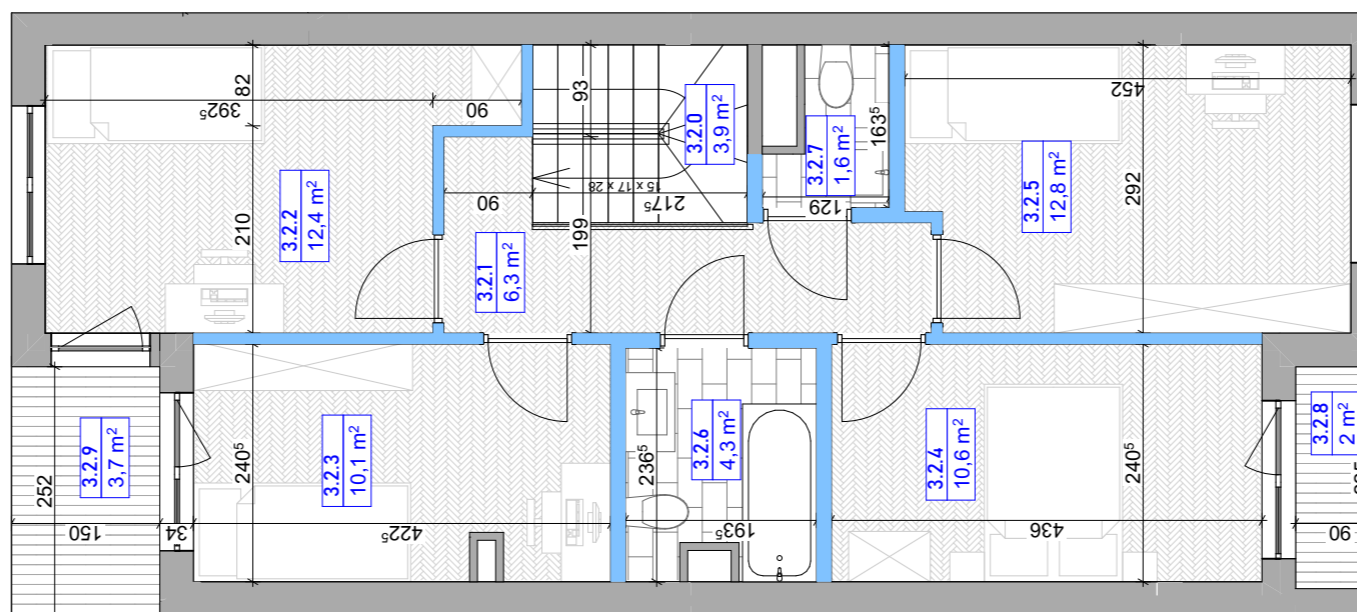 392⁵
82
90
210
3.2.2
12,4 m²
93
3.2.0
3,9 m²
15 x 17 x 28
217⁵
90
199
3.2.1
6,3 m²
163⁵
3.2.7
1,6 m²
129
452
3.2.5
12,8 m²
292
3.2.9
3,7 m²
252
150
34
240⁵
3.2.3
10,1 m²
422⁵
236⁵
3.2.6
4,3 m²
193⁵
3.2.4
10,6 m²
240⁵
436
3.2.8
2 m²
90